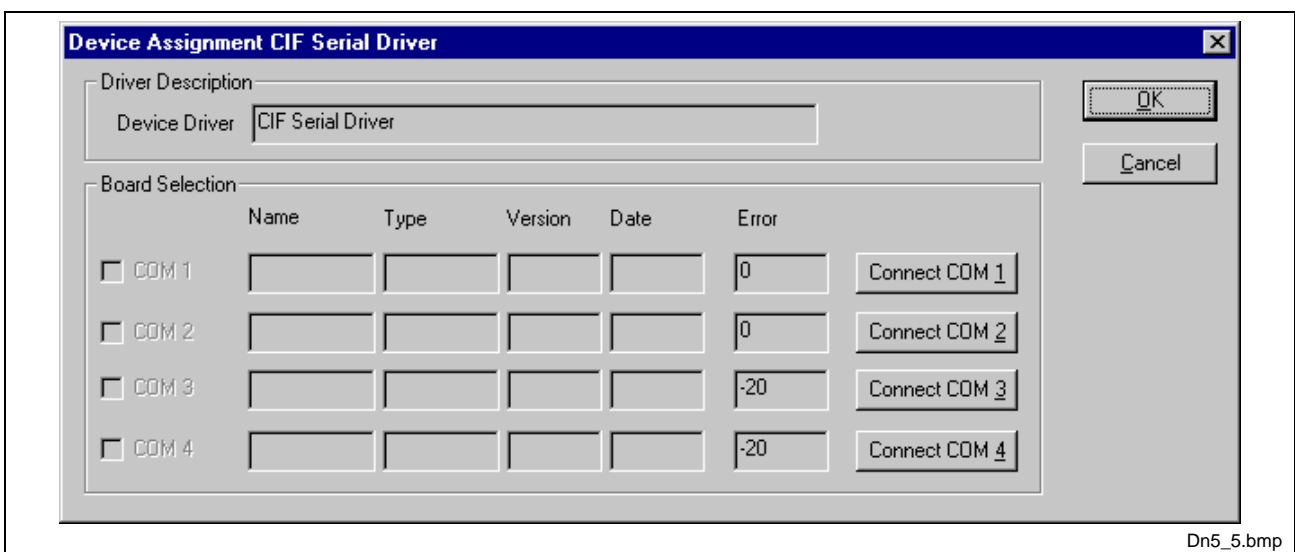 Device Assignment CIF Serial Driver
Driver Description
Device Driver CIF Serial Driver
OK
Cancel
Board Selection
Name Type Version Date Error
COM 1 0 Connect COM 1
COM 2 0 Connect COM 2
COM 3 -20 Connect COM 3
COM 4 -20 Connect COM 4
Dn5_5.bmp